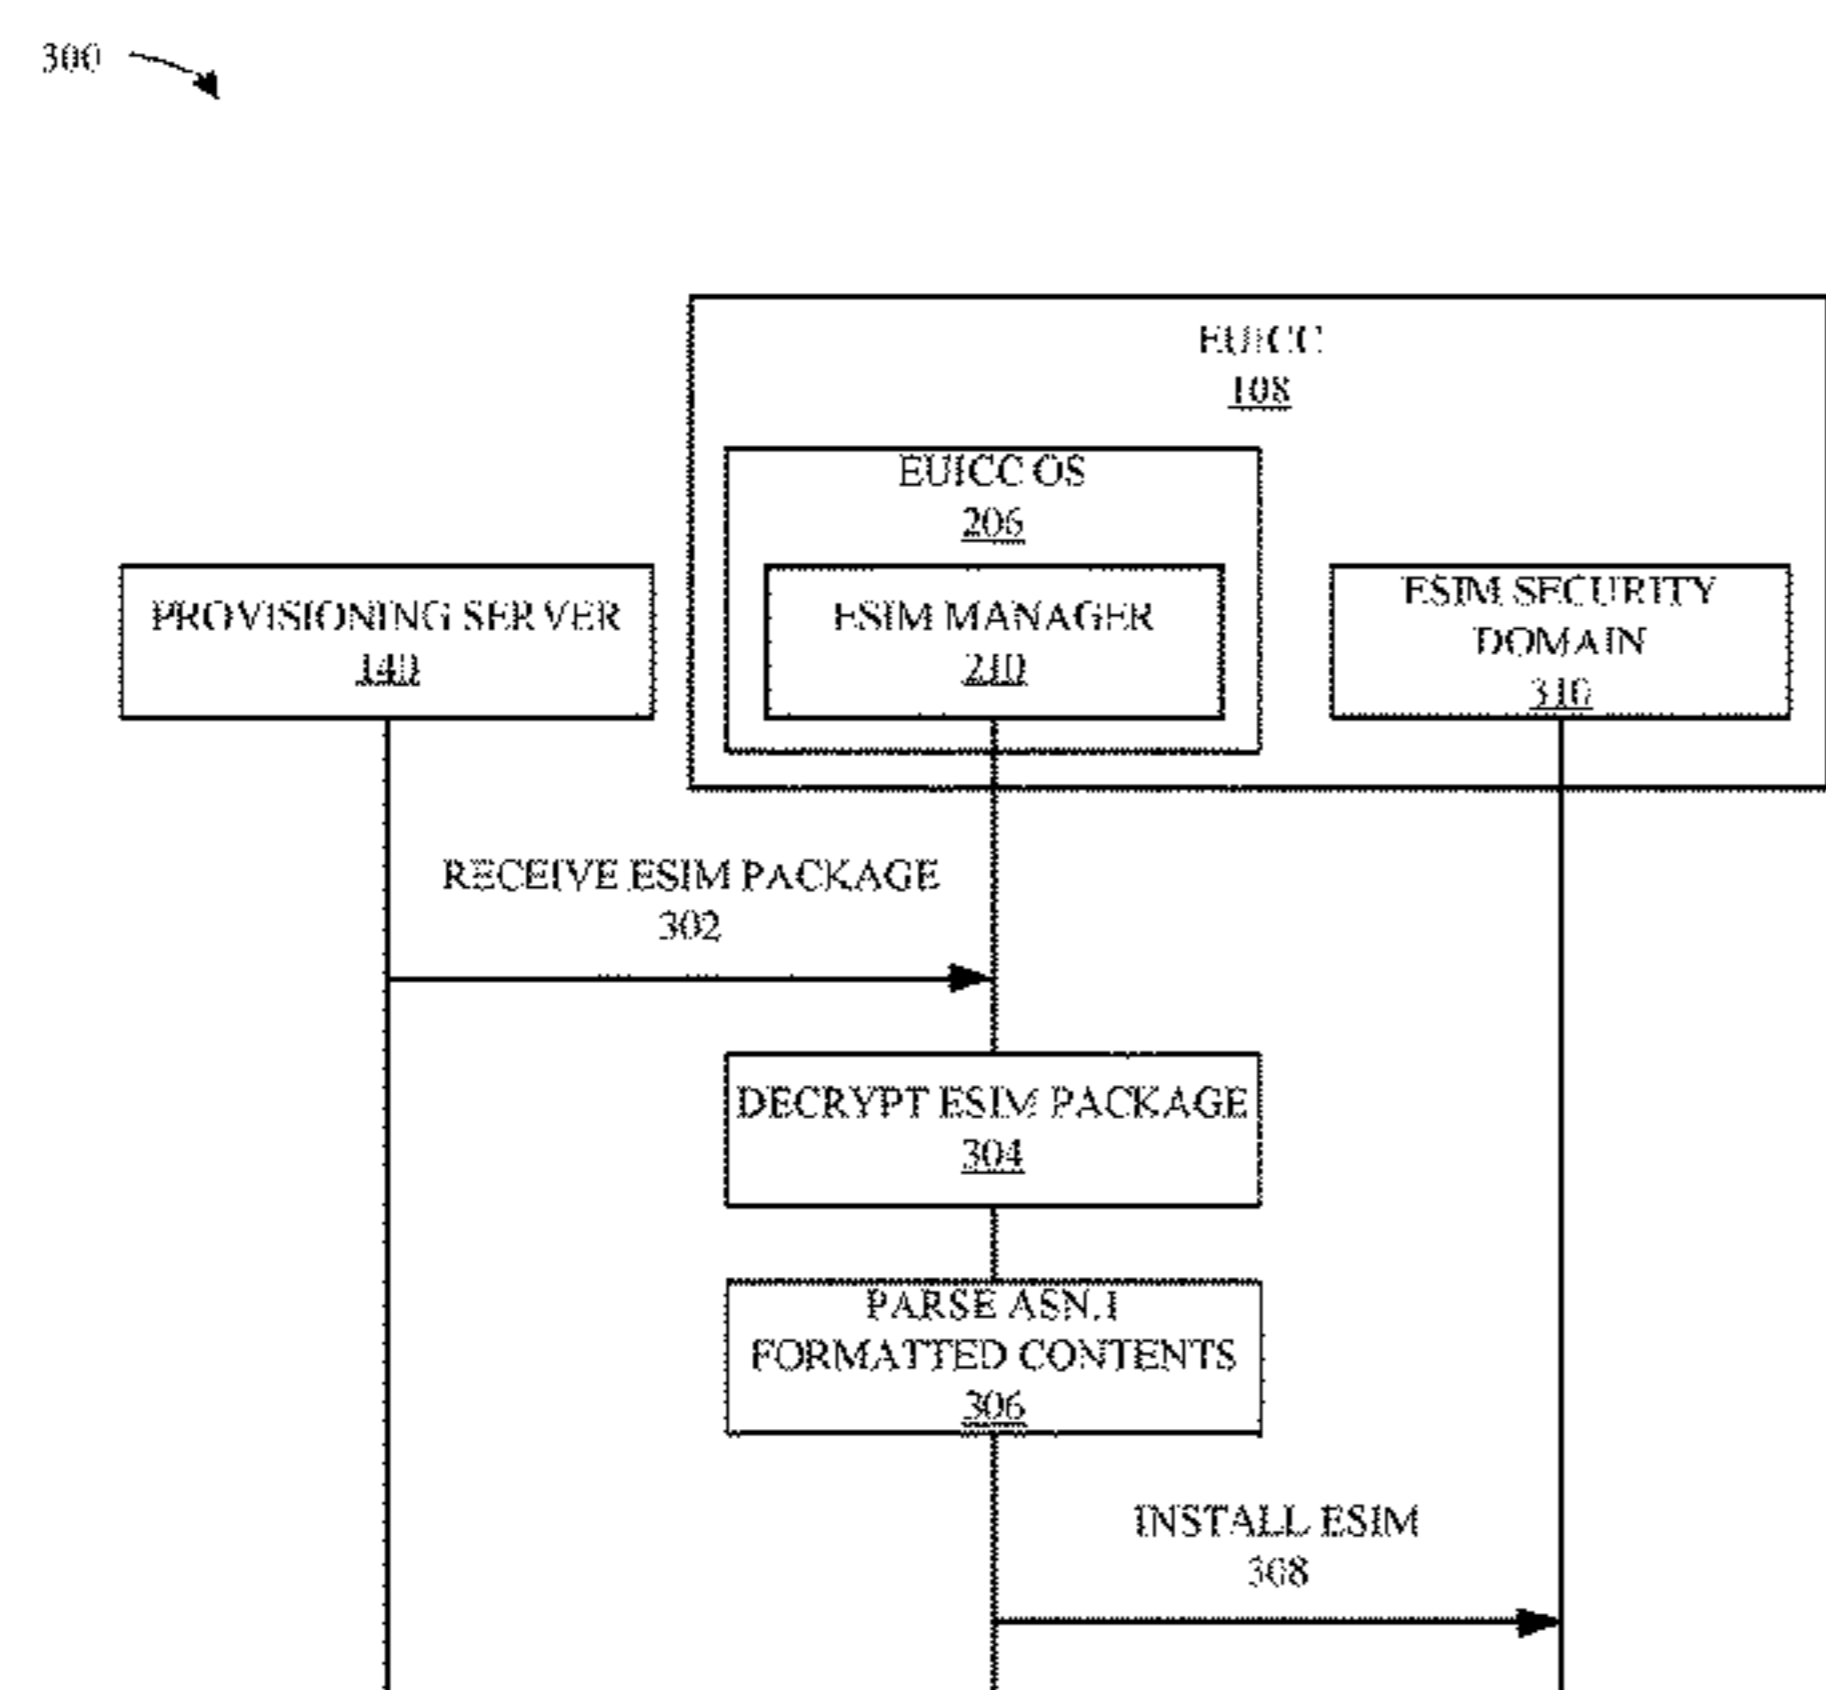 300
EUICC
108
EUICC OS
206
PROVISIONING SERVER
140
ESIM MANAGER
210
ESIM SECURITY
DOMAIN
310
RECEIVE ESIM PACKAGE
302
DECRYPT ESIM PACKAGE
304
PARSE ASN.1
FORMATTED CONTENTS
306
INSTALL ESIM
308